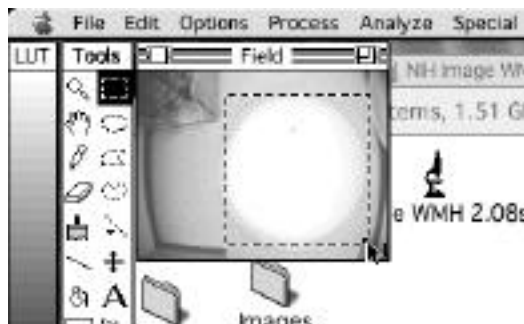 File Edit Options Process Analyze Special
LUT Tools Field
NIH Image WM
tems, 1.51 G
e WMH 2.08s
A
Images